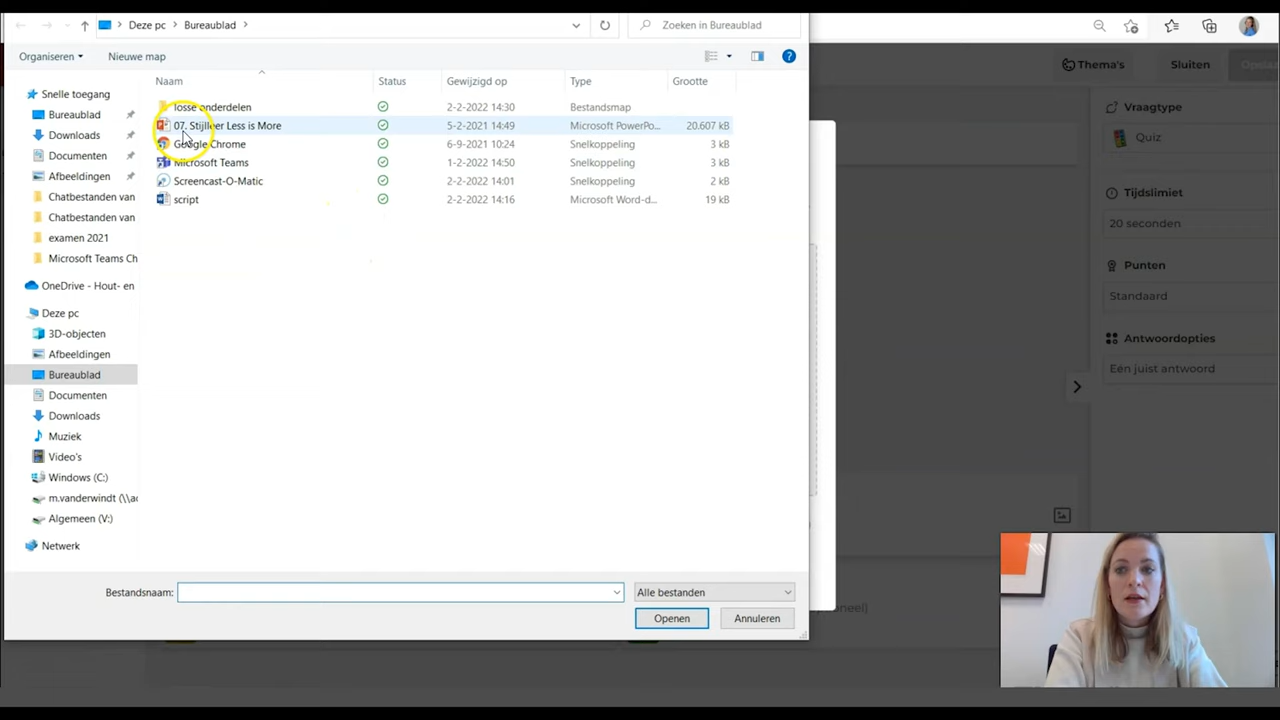 Deze pc
Bureaublad
Zoeken in Bureaublad
Organiseren
Nieuwe map
Naam
Status
Gewijzigd op
Type
Grootte
losse onderdelen
2-2-2022 14:30
Bestandsmap
07. Stijlleer Less is More
5-2-2021 14:49
Microsoft PowerPo...
20.607 kB
Google Chrome
6-9-2021 10:24
Snelkoppeling
3 kB
Microsoft Teams
1-2-2022 14:50
Snelkoppeling
3 kB
Screencast-O-Matic
2-2-2022 14:01
Snelkoppeling
2 kB
script
2-2-2022 14:16
Microsoft Word-d...
19 kB
Snelle toegang
Bureaublad
Downloads
Documenten
Afbeeldingen
Chatbestanden van
Chatbestanden van
examen 2021
Microsoft Teams Ch
OneDrive - Hout- en
Deze pc
3D-objecten
Afbeeldingen
Bureaublad
Documenten
Downloads
Muziek
Video's
Windows (C:)
m.vanderwindt (\\ac
Algemeen (V:)
Netwerk
Bestandsnaam:
Alle bestanden
Openen
Annuleren
Thema's
Sluiten
Vraagtype
Quiz
Tijdslimiet
20 seconden
Punten
Standaard
Antwoordopties
Eén juist antwoord